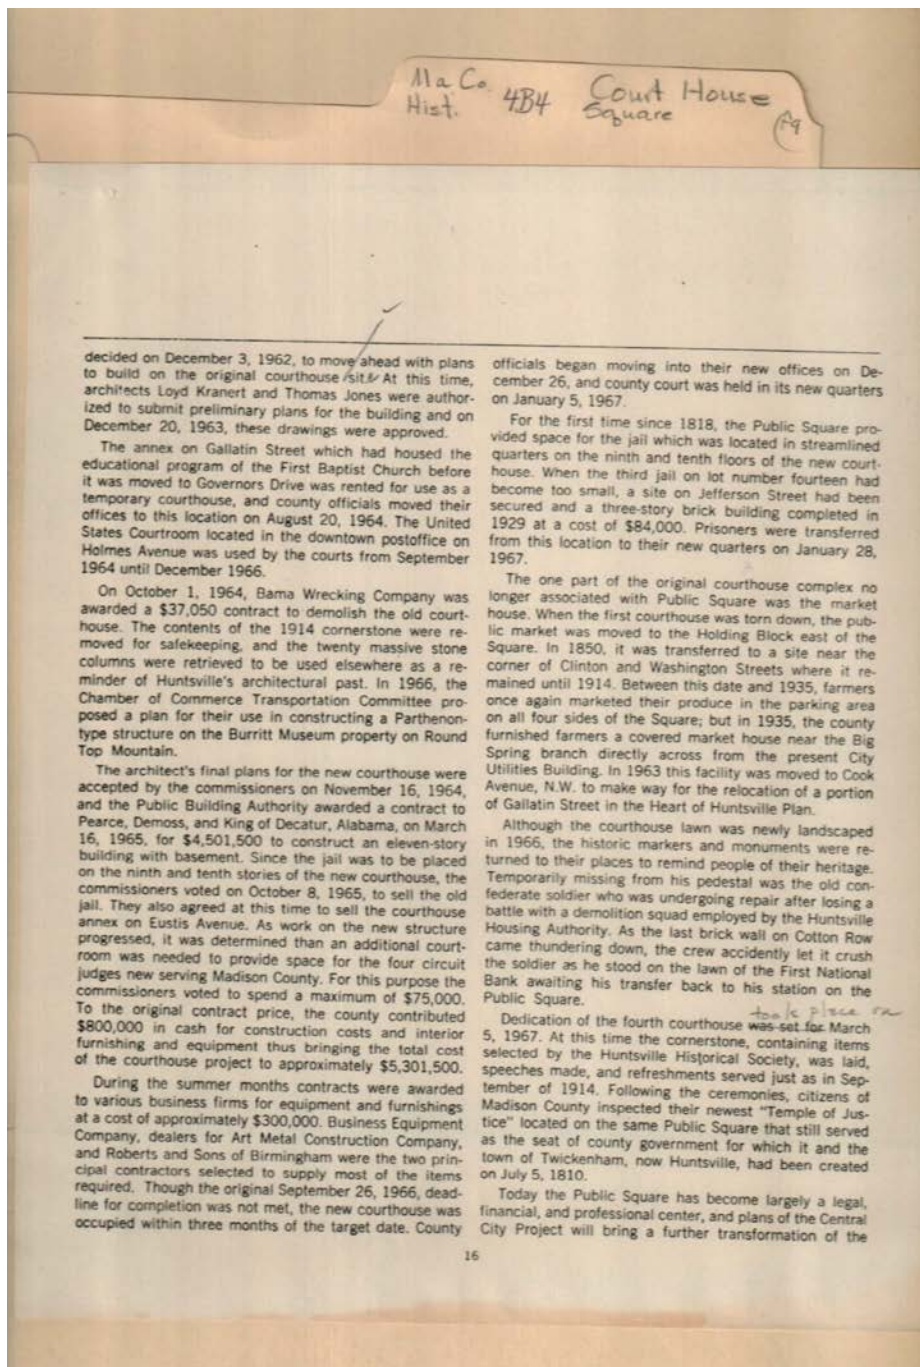 Ma Co. 4B4 Court House
Hist. Square
decided on December 3, 1962, to move ahead with plans
to build on the original courthouse site. At this time,
architects Loyd Kranert and Thomas Jones were author-
ized to submit preliminary plans for the building and on
December 20, 1963, these drawings were approved.
The annex on Gallatin Street which had housed the
educational program of the First Baptist Church before
it was moved to Governors Drive was rented for use as a
temporary courthouse, and county officials moved their
offices to this location on August 20, 1964. The United
States Courtroom located in the downtown postoffice on
Holmes Avenue was used by the courts from September
1964 until December 1966.
On October 1, 1964, Bama Wrecking Company was
awarded a $37,050 contract to demolish the old court-
house. The contents of the 1914 cornerstone were re-
moved for safekeeping, and the twenty massive stone
columns were retrieved to be used elsewhere as a re-
minder of Huntsville's architectural past. In 1966, the
Chamber of Commerce Transportation Committee pro-
posed a plan for their use in constructing a Parthenon-
type structure on the Burritt Museum property on Round
Top Mountain.
The architect's final plans for the new courthouse were
accepted by the commissioners on November 16, 1964,
and the Public Building Authority awarded a contract to
Pearce, Demoss, and King of Decatur, Alabama, on March
16, 1965, for $4,501,500 to construct an eleven-story
building with basement. Since the jail was to be placed
on the ninth and tenth stories of the new courthouse, the
commissioners voted on October 8, 1965, to sell the old
jail. They also agreed at this time to sell the courthouse
annex on Eustis Avenue. As work on the new structure
progressed, it was determined than an additional court-
room was needed to provide space for the four circuit
judges new serving Madison County. For this purpose the
commissioners voted to spend a maximum of $75,000.
To the original contract price, the county contributed
$800,000 in cash for construction costs and interior
furnishing and equipment thus bringing the total cost
of the courthouse project to approximately $5,301,500.
During the summer months contracts were awarded
to various business firms for equipment and furnishings
at a cost of approximately $300,000. Business Equipment
Company, dealers for Art Metal Construction Company,
and Roberts and Sons of Birmingham were the two prin-
cipal contractors selected to supply most of the items
required. Though the original September 26, 1966, dead-
line for completion was not met, the new courthouse was
occupied within three months of the target date. County
officials began moving into their new offices on De-
cember 26, and county court was held in its new quarters
on January 5, 1967.
For the first time since 1818, the Public Square pro-
vided space for the jail which was located in streamlined
quarters on the ninth and tenth floors of the new court-
house. When the third jail on lot number fourteen had
become too small, a site on Jefferson Street had been
secured and a three-story brick building completed in
1929 at a cost of $84,000. Prisoners were transferred
from this location to their new quarters on January 28,
1967.
The one part of the original courthouse complex no
longer associated with Public Square was the market
house. When the first courthouse was torn down, the pub-
lic market was moved to the Holding Block east of the
Square. In 1850, it was transferred to a site near the
corner of Clinton and Washington Streets where it re-
mained until 1914. Between this date and 1935, farmers
once again marketed their produce in the parking area
on all four sides of the Square; but in 1935, the county
furnished farmers a covered market house near the Big
Spring branch directly across from the present City
Utilities Building. In 1963 this facility was moved to Cook
Avenue, N.W. to make way for the relocation of a portion
of Gallatin Street in the Heart of Huntsville Plan.
Although the courthouse lawn was newly landscaped
in 1966, the historic markers and monuments were re-
turned to their places to remind people of their heritage.
Temporarily missing from his pedestal was the old con-
federate soldier who was undergoing repair after losing a
battle with a demolition squad employed by the Huntsville
Housing Authority. As the last brick wall on Cotton Row
came thundering down, the crew accidently let it crush
the soldier as he stood on the lawn of the First National
Bank awaiting his transfer back to his station on the
Public Square.
took place on
Dedication of the fourth courthouse was set for March
5, 1967. At this time the cornerstone, containing items
selected by the Huntsville Historical Society, was laid,
speeches made, and refreshments served just as in Sep-
tember of 1914. Following the ceremonies, citizens of
Madison County inspected their newest "Temple of Jus-
tice" located on the same Public Square that still served
as the seat of county government for which it and the
town of Twickenham, now Huntsville, had been created
on July 5, 1810.
Today the Public Square has become largely a legal,
financial, and professional center, and plans of the Central
City Project will bring a further transformation of the
16